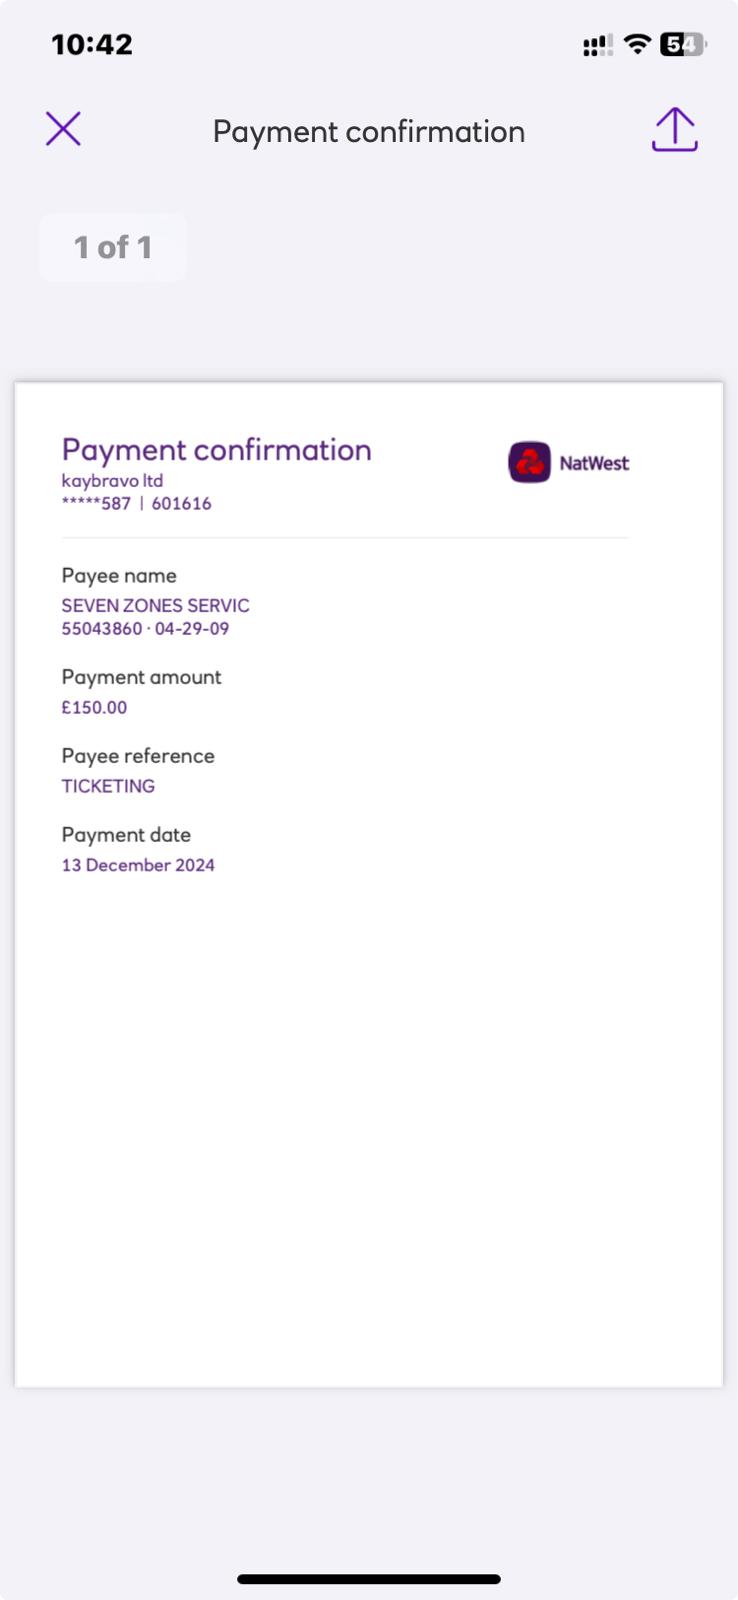 10:42
54
Payment confirmation
1 of 1
Payment confirmation
kaybravo ltd
*****587 | 601616
NatWest
Payee name
SEVEN ZONES SERVIC
55043860 · 04-29-09
Payment amount
£150.00
Payee reference
TICKETING
Payment date
13 December 2024